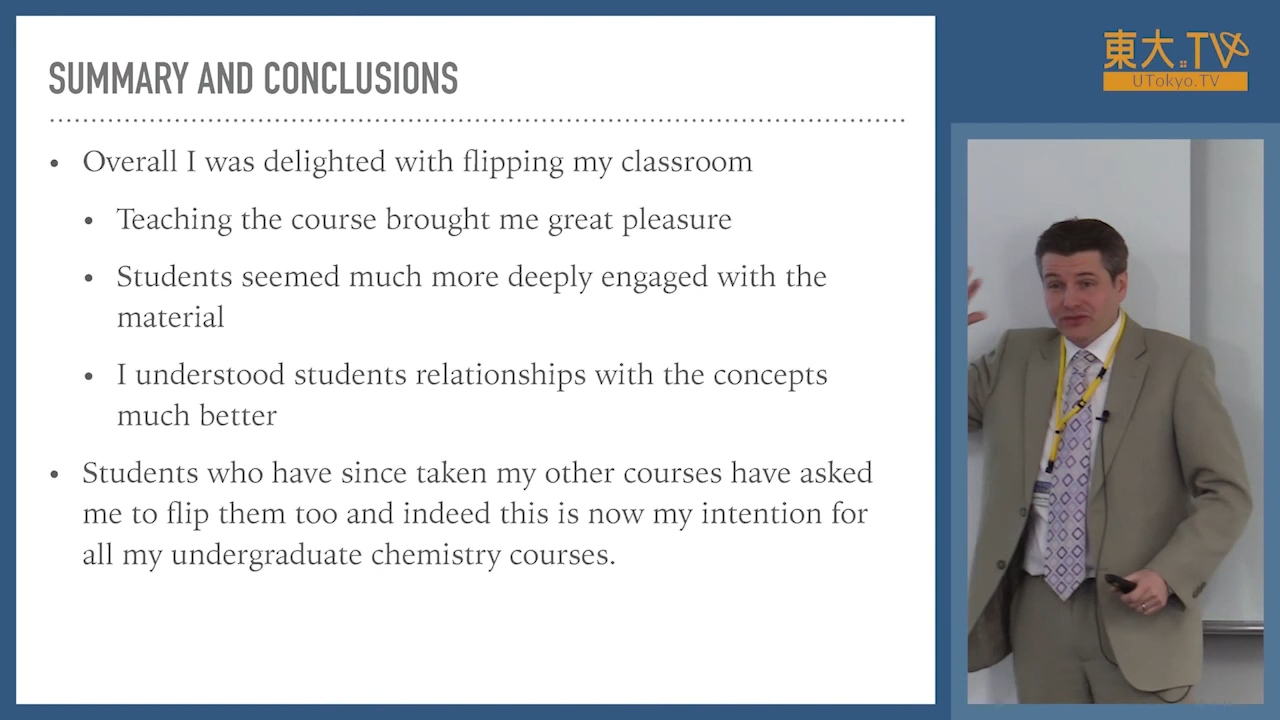 SUMMARY AND CONCLUSIONS
• Overall I was delighted with flipping my classroom
• Teaching the course brought me great pleasure
• Students seemed much more deeply engaged with the
material
• I understood students relationships with the concepts
much better
• Students who have since taken my other courses have asked
me to flip them too and indeed this is now my intention for
all my undergraduate chemistry courses.
東大.TV
UTokyo.TV